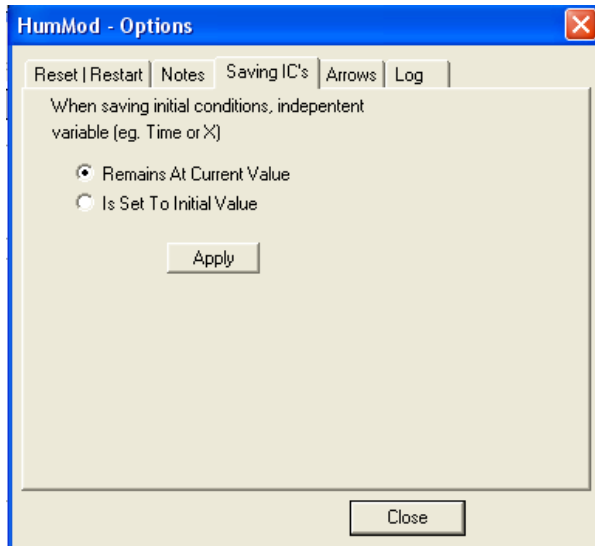 HumMod - Options
Reset | Restart Notes Saving IC's Arrows Log
When saving initial conditions, indepentent
variable (eg. Time or X)
Remains At Current Value
Is Set To Initial Value
Apply
Close